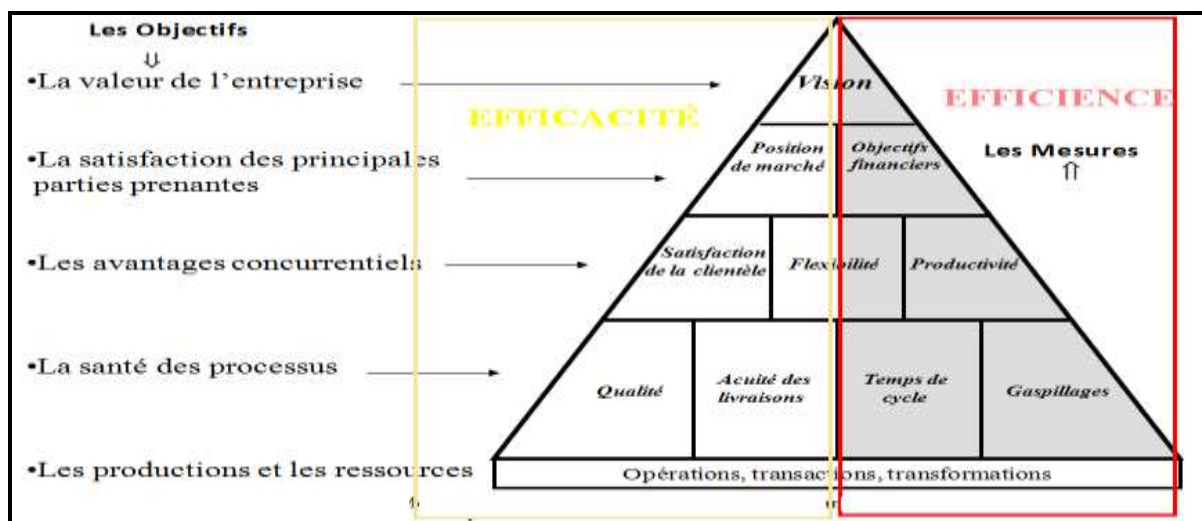 Les Objectifs
•La valeur de l'entreprise
Vision
EFFICACITÉ
EFFICIENCE
•La satisfaction des principales
parties prenantes
Position
de marché
Objectifs
financiers
Les Mesures
•Les avantages concurrentiels
Satisfaction
de la clientèle
Flexibilité
Productivité
•La santé des processus
Qualité
Acuité des
livraisons
Temps de
cycle
Gaspillages
•Les productions et les ressources
Opérations, transactions, transformations